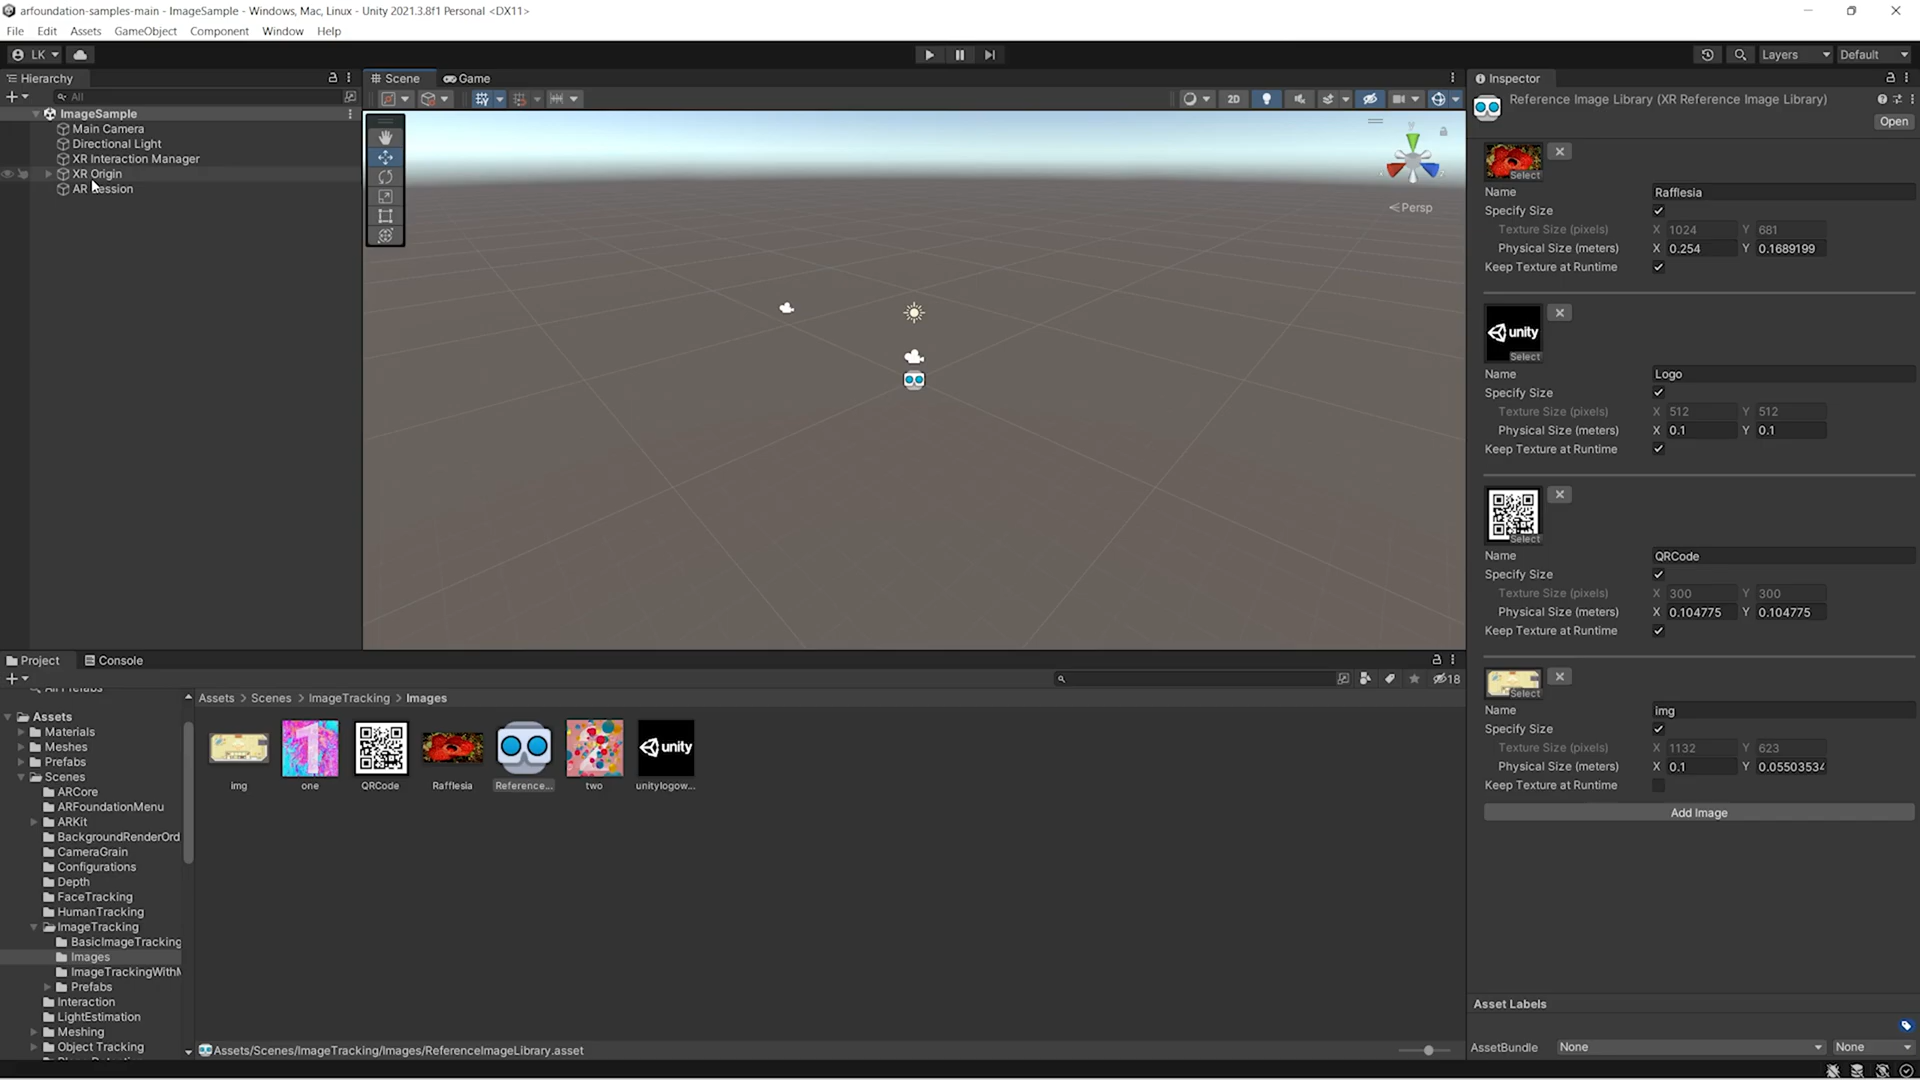 arfoundation-samples-main - ImageSample - Windows, Mac, Linux - Unity 2021.3.8f1 Personal <DX11>
File Edit Assets GameObject Component Window Help
LK Layers Default
Hierarchy
All
ImageSample
Main Camera
Directional Light
XR Interaction Manager
XR Origin
AR Session
Scene Game
2D
Persp
Inspector
Reference Image Library (XR Reference Image Library)
Open
Select
Name Rafflesia
Specify Size
Texture Size (pixels) X 1024 Y 681
Physical Size (meters) X 0.254 Y 0.1689199
Keep Texture at Runtime
unity
Select
Name Logo
Specify Size
Texture Size (pixels) X 512 Y 512
Physical Size (meters) X 0.1 Y 0.1
Keep Texture at Runtime
Select
Name QRCode
Specify Size
Texture Size (pixels) X 300 Y 300
Physical Size (meters) X 0.104775 Y 0.104775
Keep Texture at Runtime
Select
Name img
Specify Size
Texture Size (pixels) X 1132 Y 623
Physical Size (meters) X 0.1 Y 0.05503534
Keep Texture at Runtime
Add Image
Asset Labels
AssetBundle None None
Project Console
18
All Prefabs
Assets
Materials
Meshes
Prefabs
Scenes
ARCore
ARFoundationMenu
ARKit
BackgroundRenderOrd
CameraGrain
Configurations
Depth
FaceTracking
HumanTracking
ImageTracking
BasicImageTracking
Images
ImageTrackingWithM
Prefabs
Interaction
LightEstimation
Meshing
Object Tracking
Assets > Scenes > ImageTracking > Images
1 2 unity
img one QRCode Rafflesia Reference... two unitylogow...
Assets/Scenes/ImageTracking/Images/ReferenceImageLibrary.asset